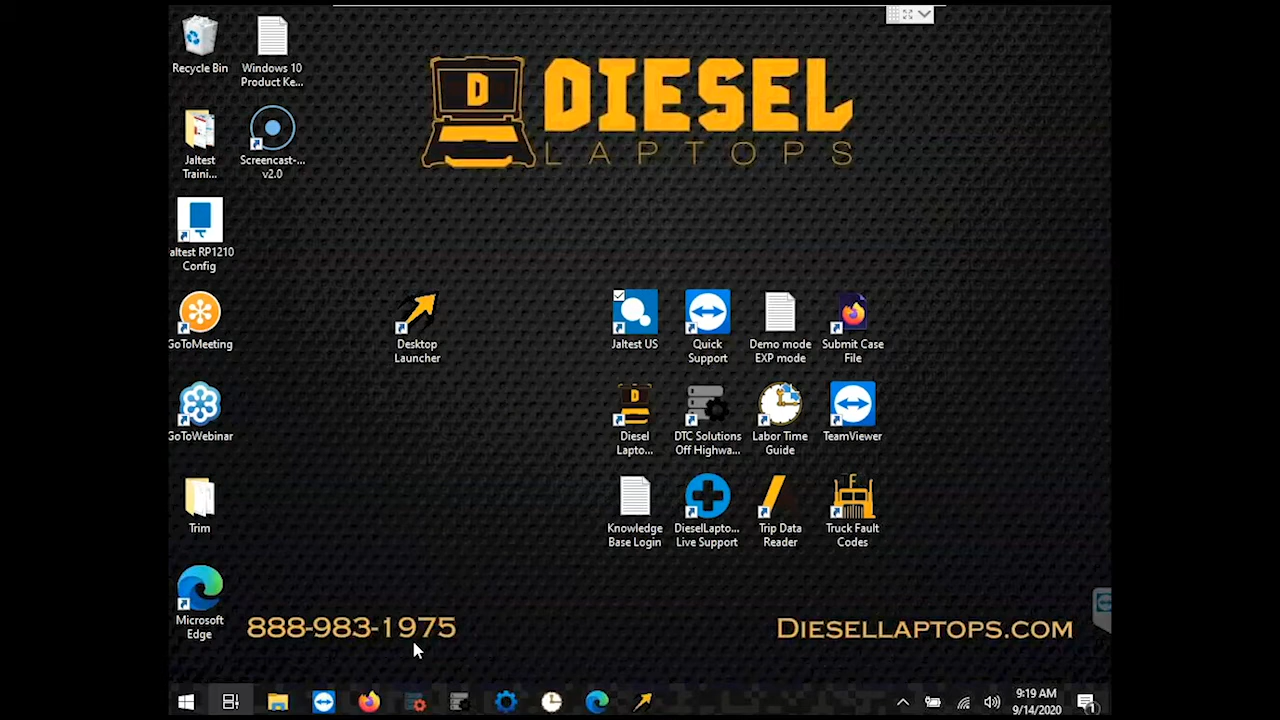 DIESEL
LAPTOPS
D
Recycle Bin
Windows 10
Product Ke...
Jaltest
Traini...
Screencast-...
v2.0
altest RP1210
Config
GoToMeeting
Desktop
Launcher
Jaltest US
Quick
Support
Demo mode
EXP mode
Submit Case
File
GoToWebinar
D
Diesel
Lapto...
DTC Solutions
Off Highwa...
Labor Time
Guide
TeamViewer
Trim
Knowledge
Base Login
DieselLapto...
Live Support
Trip Data
Reader
Truck Fault
Codes
Microsoft
Edge
888-983-1975
DIESELLAPTOPS.COM
9:19 AM
9/14/2020
1